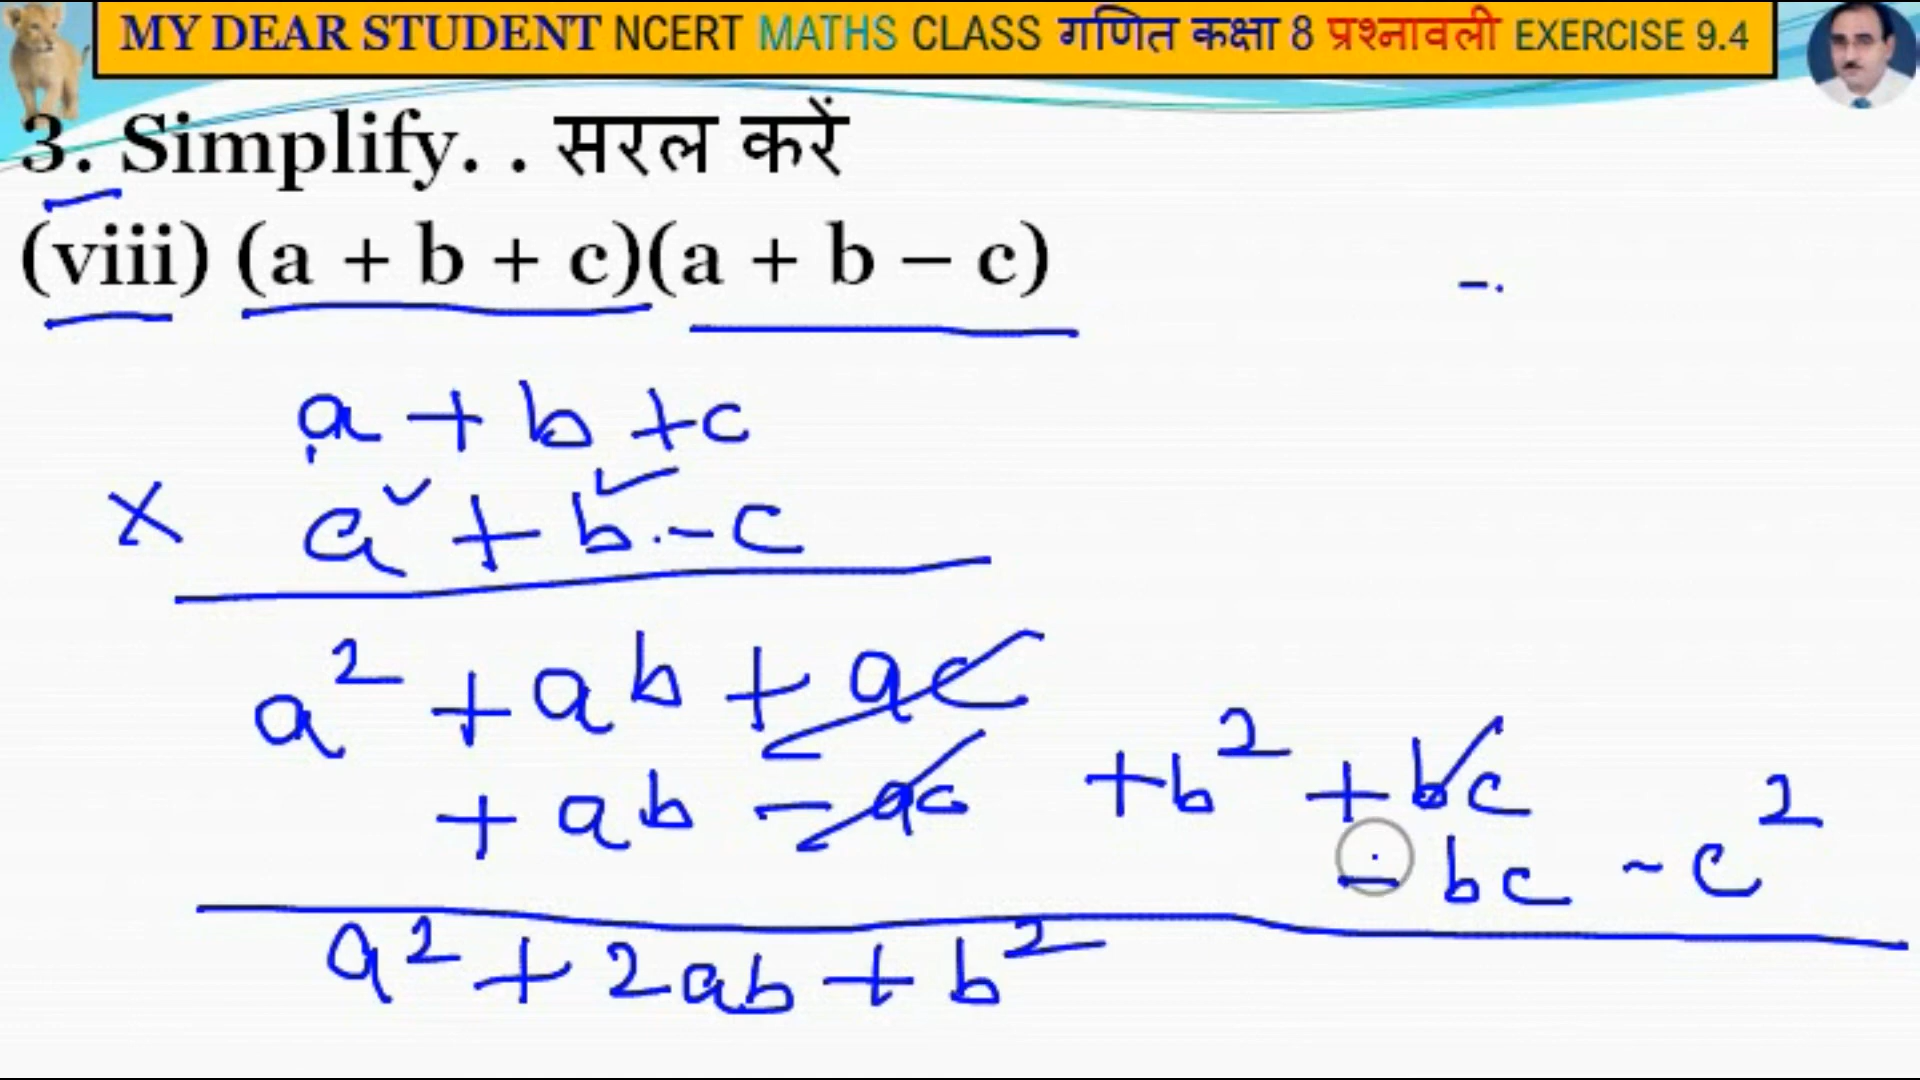 MY DEAR STUDENT NCERT MATHS CLASS गणित कक्षा 8 प्रश्नावली EXERCISE 9.4
3. Simplify. . सरल करें
(viii) (a + b + c)(a + b – c)
a + b + c
× a + b - c
a² + ab + ac
+ ab - ac + b² + bc
- bc - c²
a² + 2ab + b²